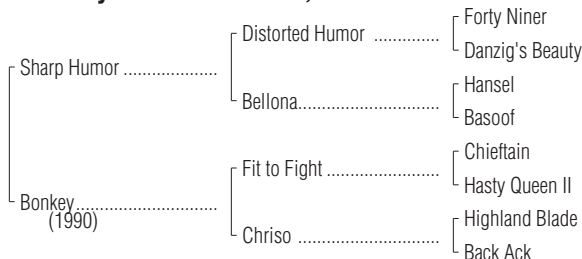 Forty Niner
Distorted Humor ..............
Danzig's Beauty
Sharp Humor ....................
Hansel
Bellona..............................
Basoof
Chieftain
Fit to Fight ........................
Hasty Queen II
Bonkey..............................
(1990)
Highland Blade
Chriso ..............................
Back Ack